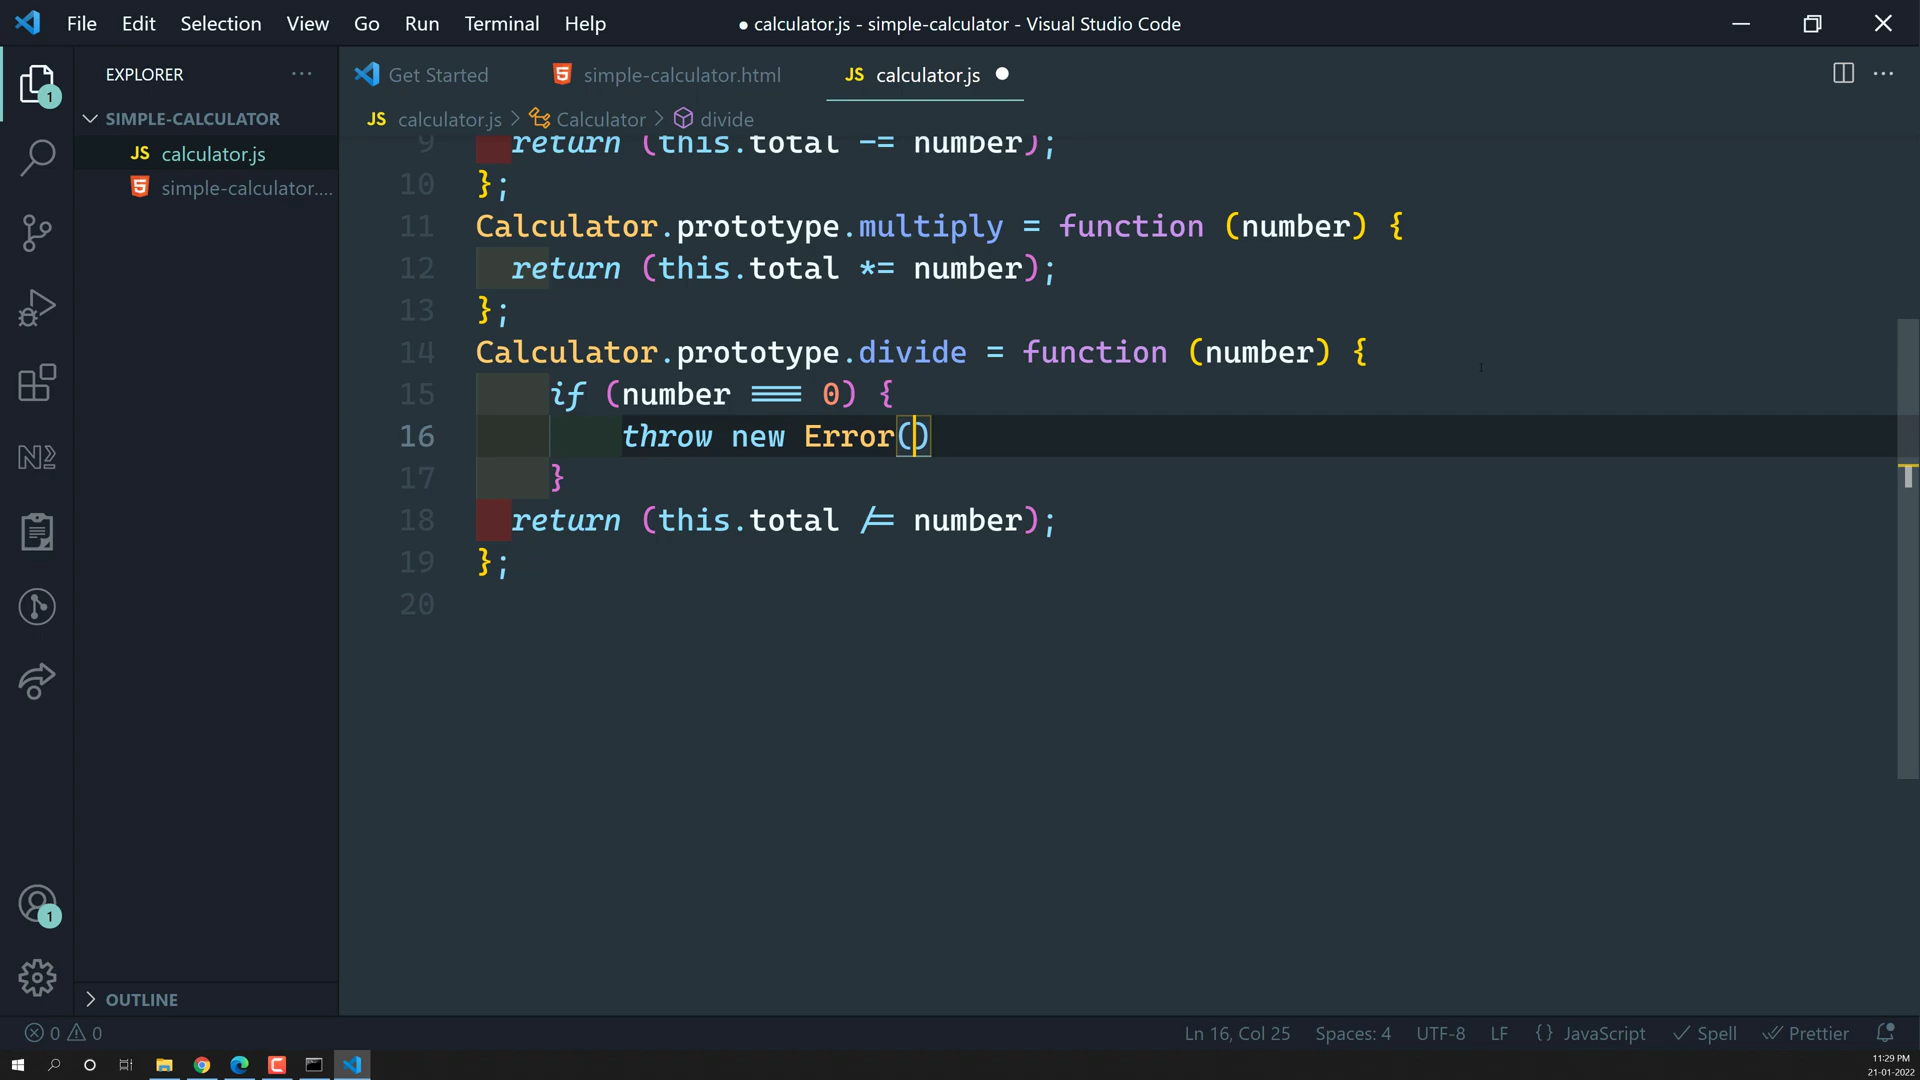 File Edit Selection View Go Run Terminal Help
● calculator.js - simple-calculator - Visual Studio Code
EXPLORER ···
SIMPLE-CALCULATOR
JS calculator.js
simple-calculator....
OUTLINE
1
1
Get Started
simple-calculator.html
JS calculator.js ●
JS calculator.js > Calculator > divide
9 return (this.total -= number);
10 };
11 Calculator.prototype.multiply = function (number) {
12 return (this.total *= number);
13 };
14 Calculator.prototype.divide = function (number) {
15 if (number === 0) {
16 throw new Error()
17 }
18 return (this.total /= number);
19 };
20
0 0
Ln 16, Col 25 Spaces: 4 UTF-8 LF {} JavaScript Spell Prettier
11:29 PM
21-01-2022